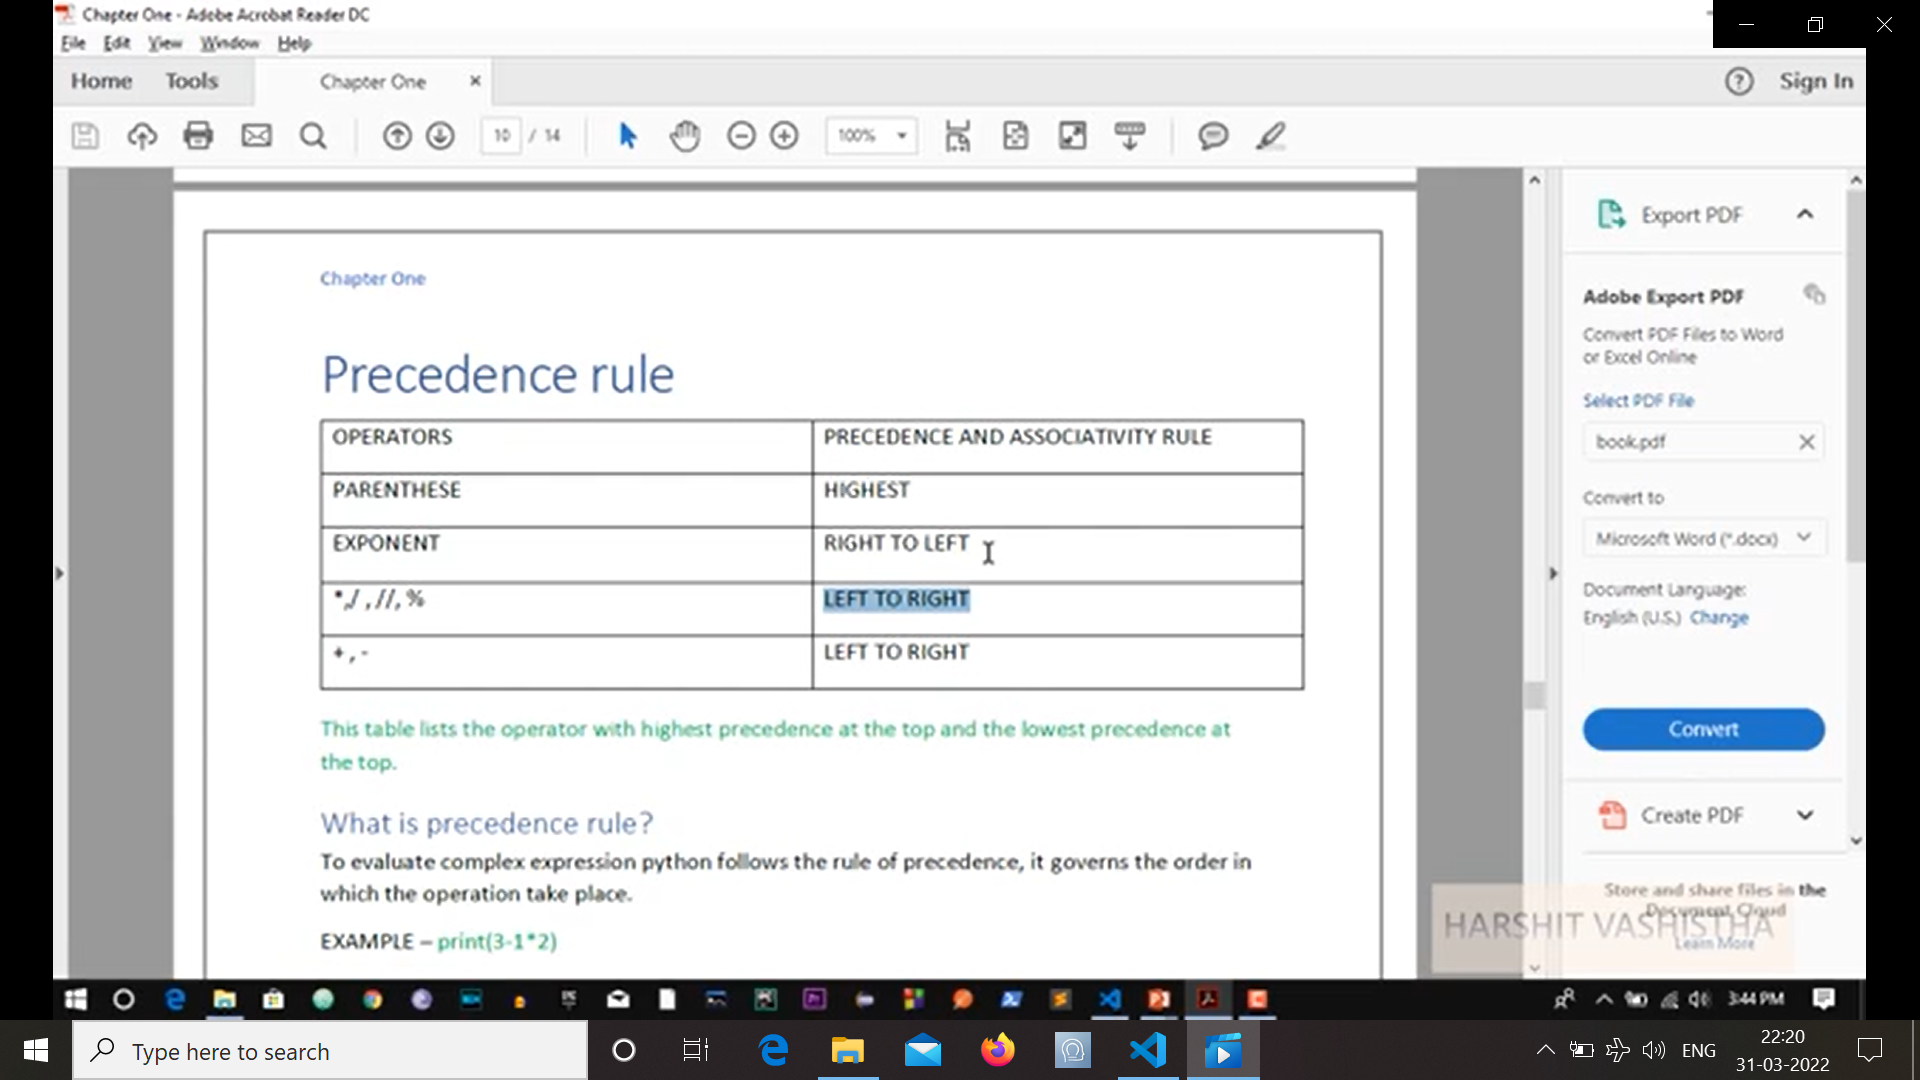 Chapter One - Adobe Acrobat Reader DC
File Edit View Window Help
Home Tools Chapter One × Sign In
10 / 14 100%
Chapter One
Precedence rule
OPERATORS PRECEDENCE AND ASSOCIATIVITY RULE
PARENTHESE HIGHEST
EXPONENT RIGHT TO LEFT
*,/ , //, % LEFT TO RIGHT
+ , - LEFT TO RIGHT
This table lists the operator with highest precedence at the top and the lowest precedence at
the top.
What is precedence rule?
To evaluate complex expression python follows the rule of precedence, it governs the order in
which the operation take place.
EXAMPLE – print(3-1*2)
Export PDF
Adobe Export PDF
Convert PDF Files to Word
or Excel Online
Select PDF File
book.pdf
Convert to
Microsoft Word (*.docx)
Document Language:
English (U.S.) Change
Convert
Create PDF
Store and share files in the
Document Cloud
HARSHIT VASHISTHA
Learn More
3:44 PM
Type here to search
ENG
22:20
31-03-2022